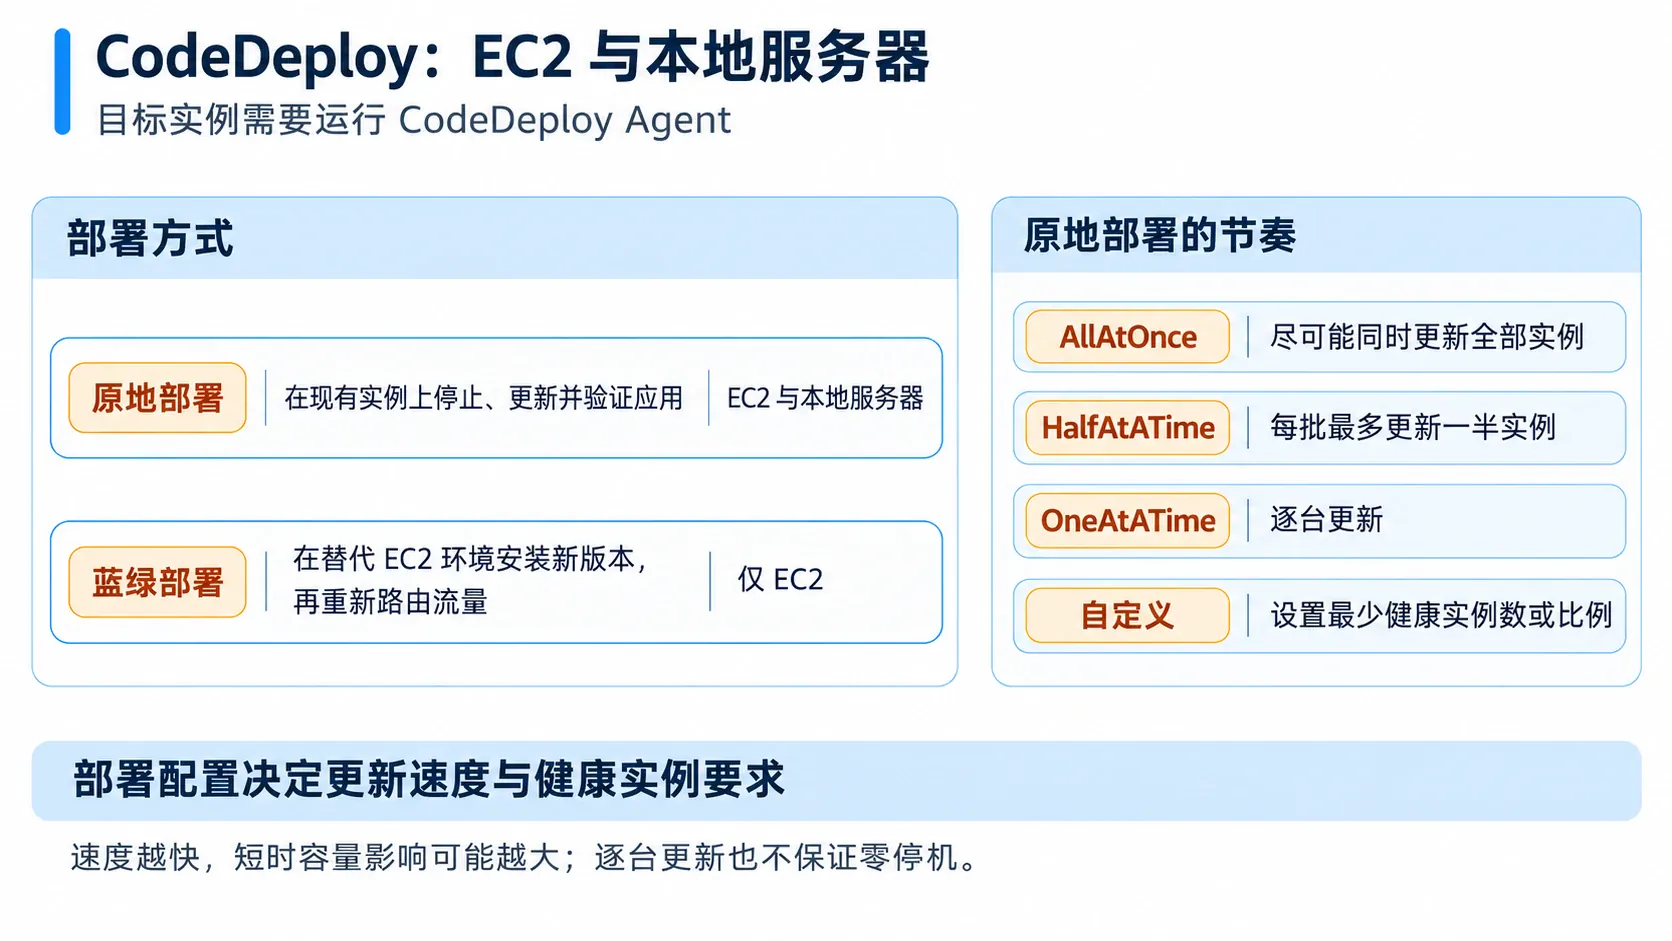 CodeDeploy：EC2 与本地服务器
目标实例需要运行 CodeDeploy Agent
部署方式
原地部署
在现有实例上停止、更新并验证应用
EC2 与本地服务器
蓝绿部署
在替代 EC2 环境安装新版本，
再重新路由流量
仅 EC2
原地部署的节奏
AllAtOnce
尽可能同时更新全部实例
HalfAtATime
每批最多更新一半实例
OneAtATime
逐台更新
自定义
设置最少健康实例数或比例
部署配置决定更新速度与健康实例要求
速度越快，短时容量影响可能越大；逐台更新也不保证零停机。